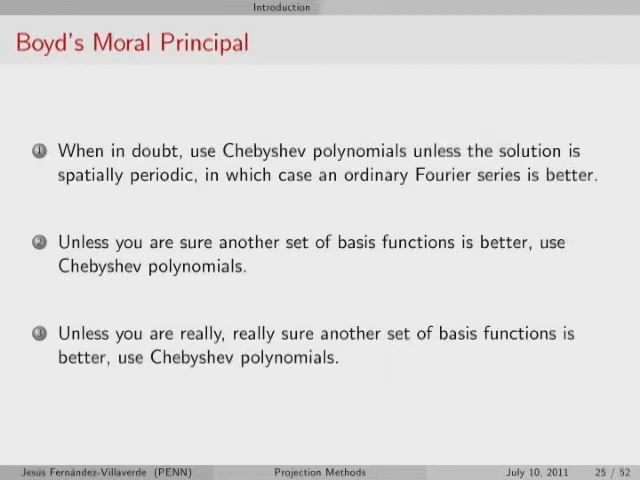 Introduction
Boyd's Moral Principal
1 When in doubt, use Chebyshev polynomials unless the solution is
spatially periodic, in which case an ordinary Fourier series is better.
2 Unless you are sure another set of basis functions is better, use
Chebyshev polynomials.
3 Unless you are really, really sure another set of basis functions is
better, use Chebyshev polynomials.
Jesús Fernández-Villaverde (PENN) Projection Methods July 10, 2011 25 / 52